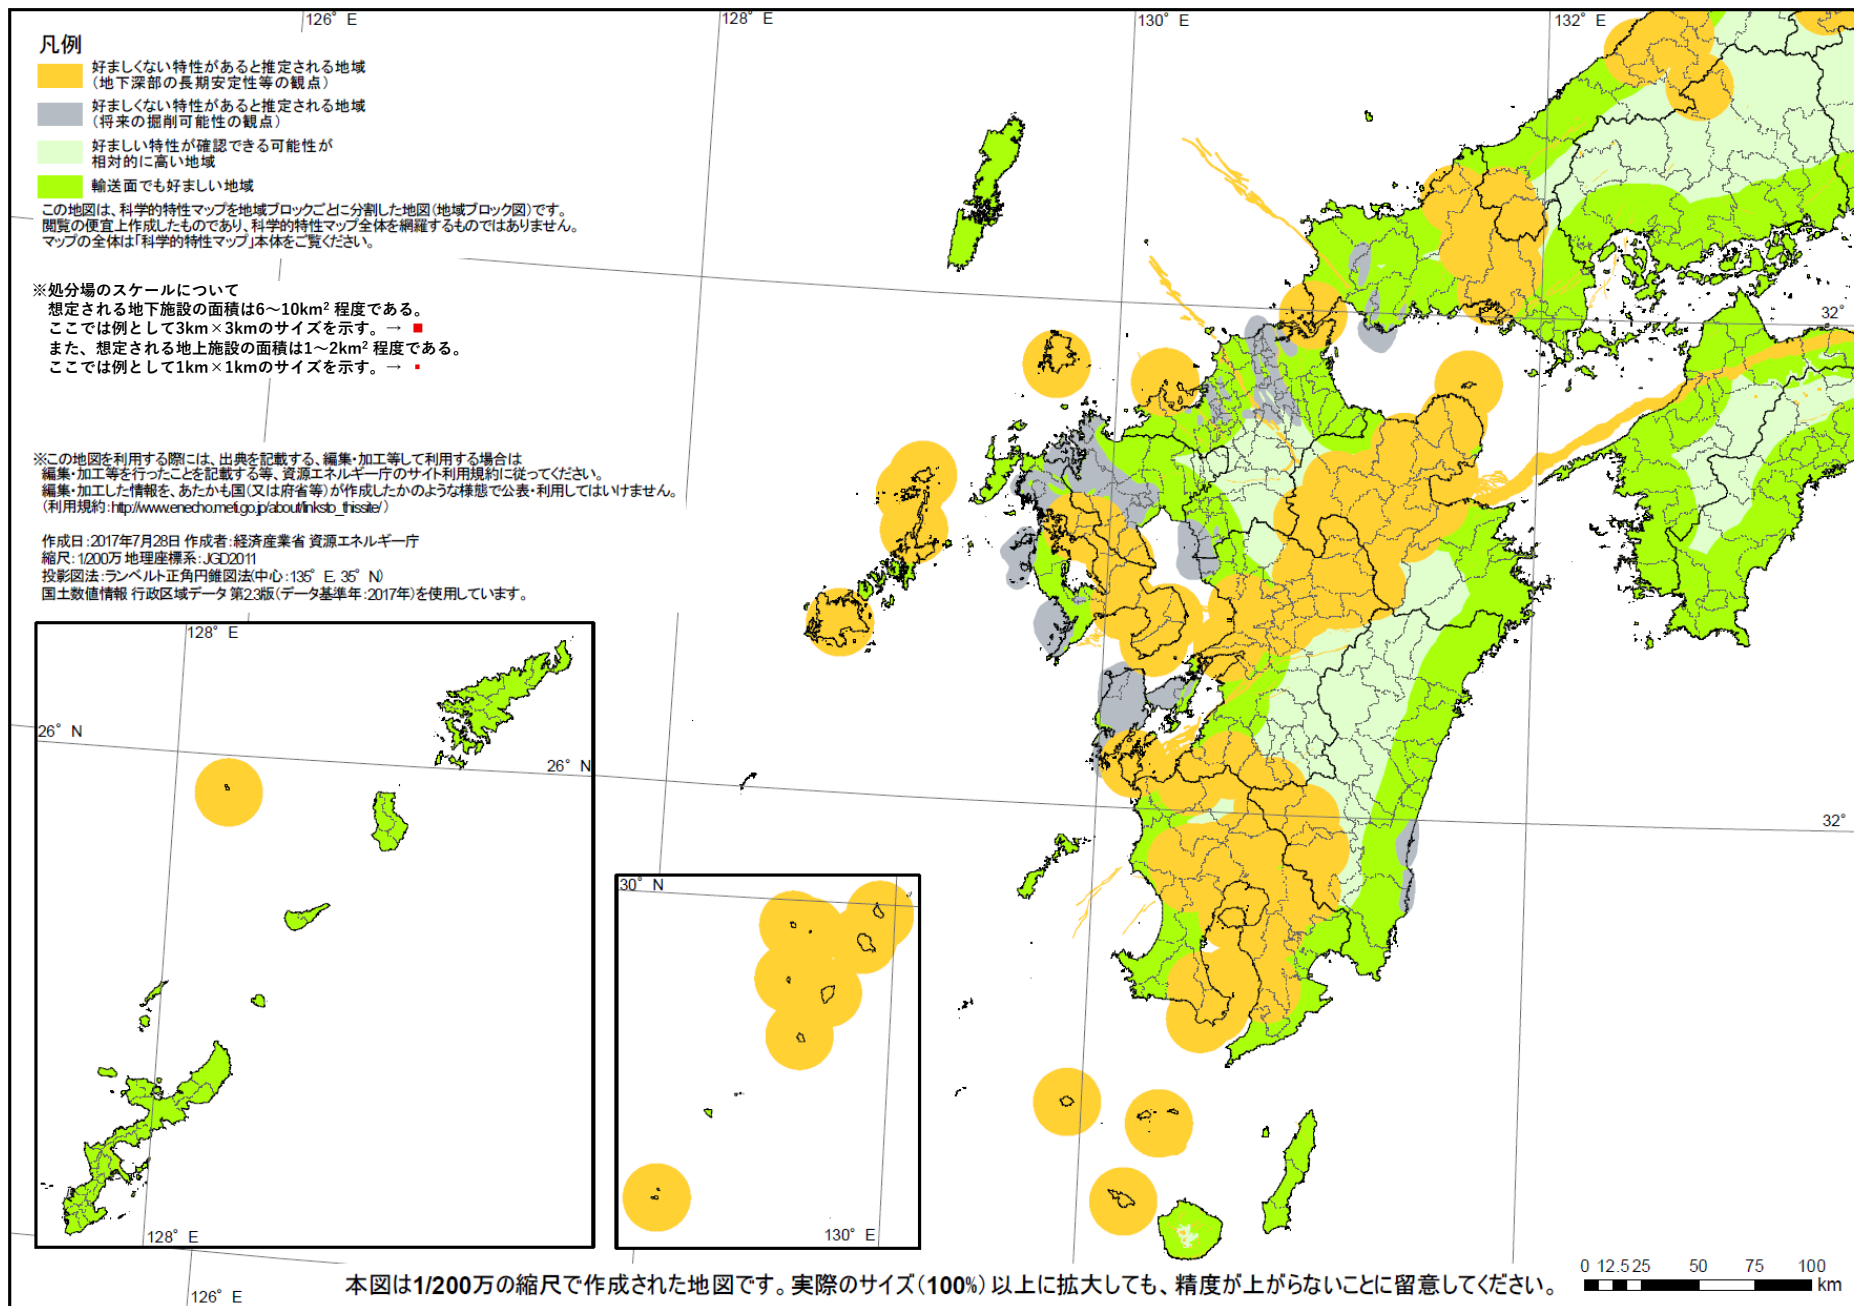 126° E
128° E
130° E
132° E
凡例
好ましくない特性があると推定される地域
(地下深部の長期安定性等の観点)
好ましくない特性があると推定される地域
(将来の掘削可能性の観点)
好ましい特性が確認できる可能性が
相対的に高い地域
輸送面でも好ましい地域
この地図は、科学的特性マップを地域ブロックごとに分割した地図(地域ブロック図)です。
閲覧の便宜上作成したものであり、科学的特性マップ全体を網羅するものではありません。
マップの全体は「科学的特性マップ」本体をご覧ください。
※処分場のスケールについて
想定される地下施設の面積は6～10km² 程度である。
ここでは例として3km×3kmのサイズを示す。→
また、想定される地上施設の面積は1～2km² 程度である。
ここでは例として1km×1kmのサイズを示す。→
32°
※この地図を利用する際には、出典を記載する、編集・加工等して利用する場合は
編集・加工等を行ったことを記載する等、資源エネルギー庁のサイト利用規約に従ってください。
編集・加工した情報を、あたかも国(又は府省等)が作成したかのような様態で公表・利用してはいけません。
(利用規約:http://www.enecho.meti.go.jp/about/linksto_thissite/)
作成日:2017年7月28日 作成者:経済産業省 資源エネルギー庁
縮尺:1/200万 地理座標系:JGD2011
投影図法:ランベルト正角円錐図法(中心:135° E, 35° N)
国土数値情報 行政区域データ 第2.3版(データ基準年:2017年)を使用しています。
128° E
26° N
26° N
32°
30° N
130° E
128° E
126° E
本図は1/200万の縮尺で作成された地図です。実際のサイズ(100%)以上に拡大しても、精度が上がらないことに留意してください。
0 12.5 25 50 75 100
km